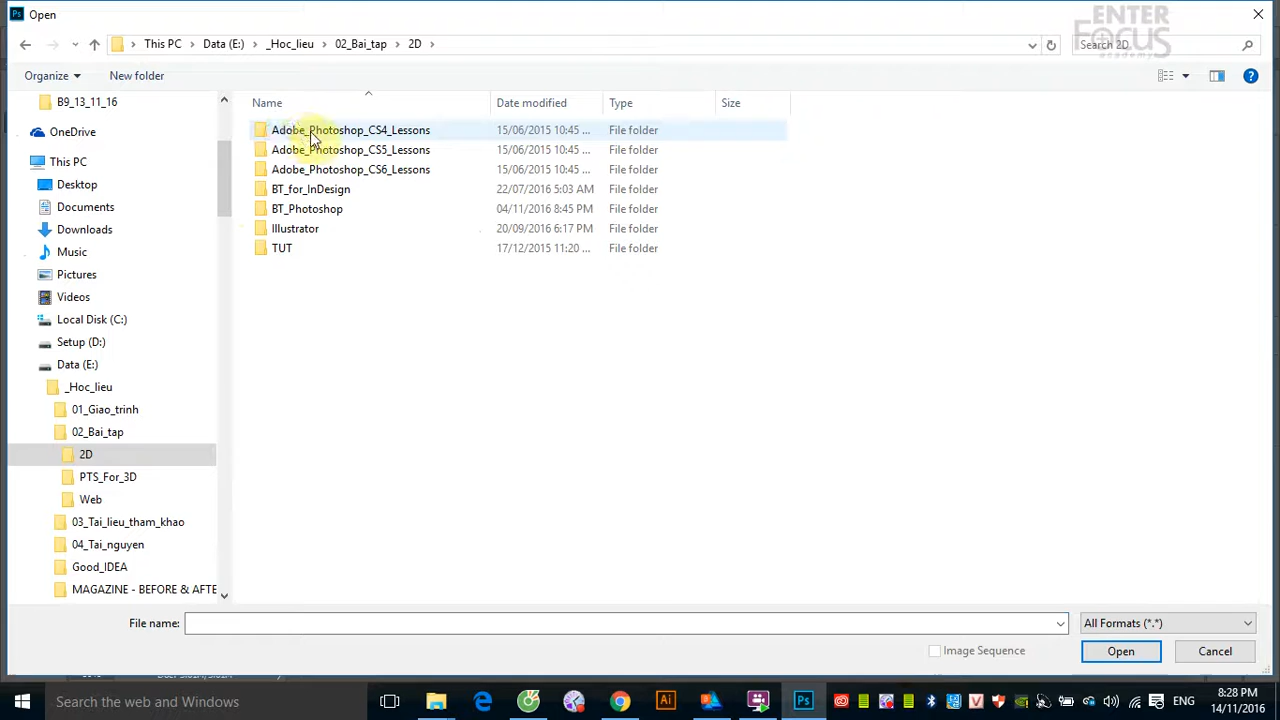 Open
ENTER
Focus
academy
This PC > Data (E:) > _Hoc_lieu > 02_Bai_tap > 2D >
Search 2D
Organize
New folder
Name
Date modified
Type
Size
B9_13_11_16
OneDrive
This PC
Desktop
Documents
Downloads
Music
Pictures
Videos
Local Disk (C:)
Setup (D:)
Data (E:)
_Hoc_lieu
01_Giao_trinh
02_Bai_tap
2D
PTS_For_3D
Web
03_Tai_lieu_tham_khao
04_Tai_nguyen
Good_IDEA
MAGAZINE - BEFORE & AFTE
Adobe_Photoshop_CS4_Lessons 15/06/2015 10:45 ... File folder
Adobe_Photoshop_CS5_Lessons 15/06/2015 10:45 ... File folder
Adobe_Photoshop_CS6_Lessons 15/06/2015 10:45 ... File folder
BT_for_InDesign 22/07/2016 5:03 AM File folder
BT_Photoshop 04/11/2016 8:45 PM File folder
Illustrator 20/09/2016 6:17 PM File folder
TUT 17/12/2015 11:20 ... File folder
File name:
All Formats (*.*)
Image Sequence
Open
Cancel
Search the web and Windows
ENG
8:28 PM
14/11/2016